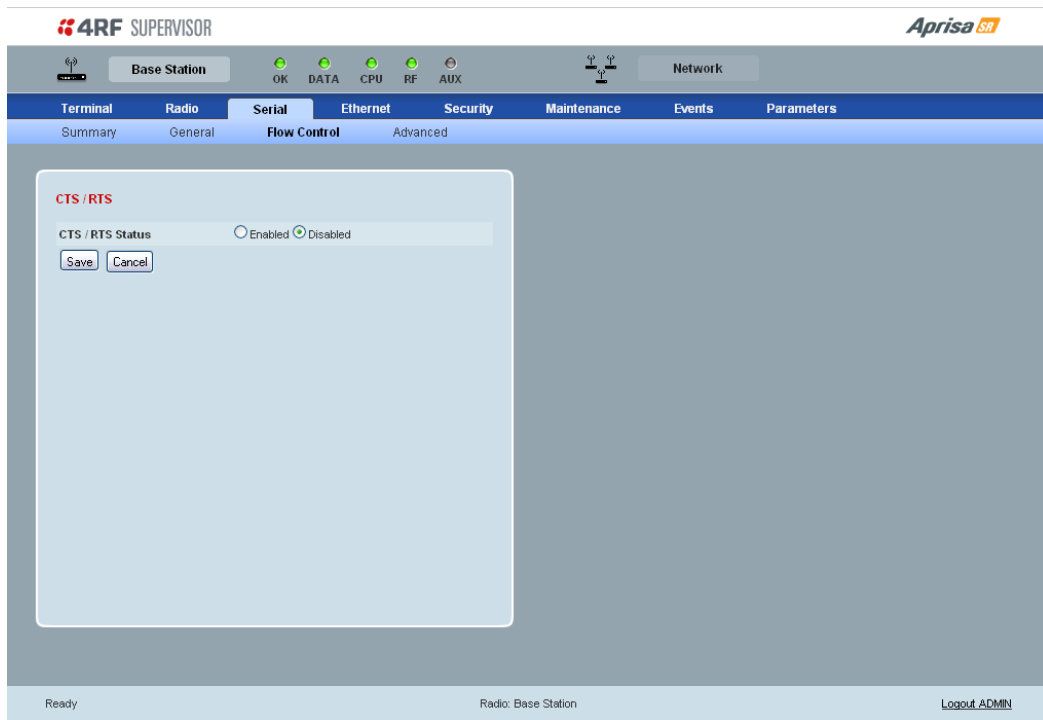 4RF SUPERVISOR
Aprisa SR
Base Station
OK DATA CPU RF AUX
Network
Terminal Radio Serial Ethernet Security Maintenance Events Parameters
Summary General Flow Control Advanced
CTS / RTS
CTS / RTS Status Enabled Disabled
Save Cancel
Ready Radio: Base Station Logout ADMIN